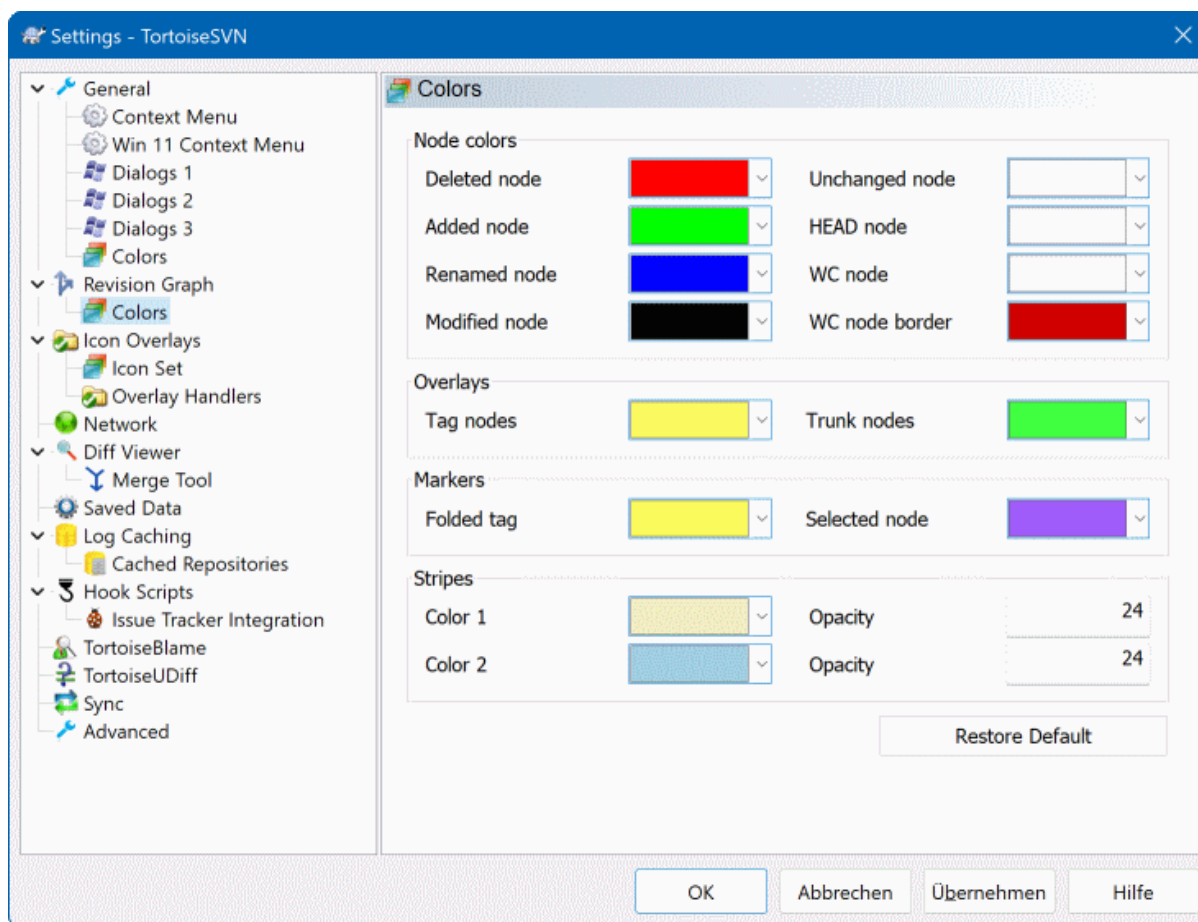 Settings - TortoiseSVN
General
Context Menu
Win 11 Context Menu
Dialogs 1
Dialogs 2
Dialogs 3
Colors
Revision Graph
Colors
Icon Overlays
Icon Set
Overlay Handlers
Network
Diff Viewer
Merge Tool
Saved Data
Log Caching
Cached Repositories
Hook Scripts
Issue Tracker Integration
TortoiseBlame
TortoiseUDiff
Sync
Advanced
Colors
Node colors
Deleted node Unchanged node
Added node HEAD node
Renamed node WC node
Modified node WC node border
Overlays
Tag nodes Trunk nodes
Markers
Folded tag Selected node
Stripes
Color 1 Opacity 24
Color 2 Opacity 24
Restore Default
OK Abbrechen Übernehmen Hilfe